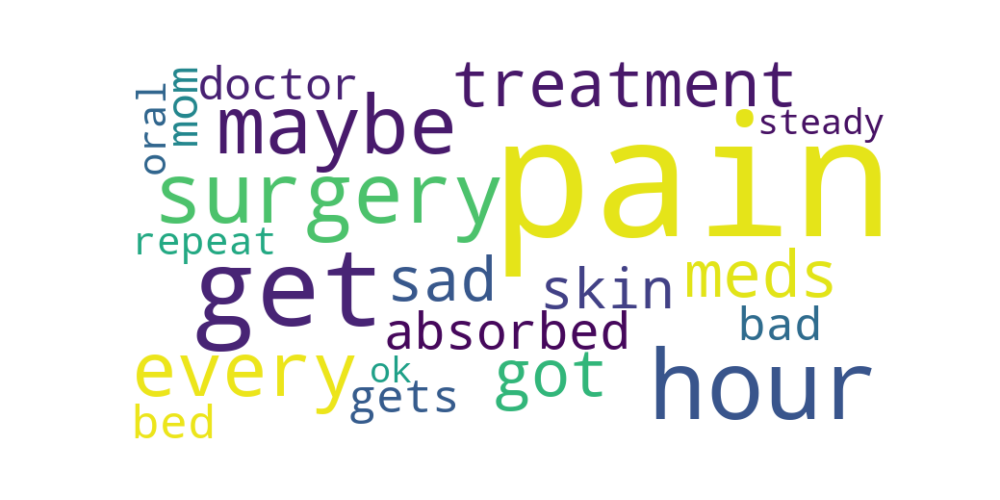 oral
mom
doctor
treatment
maybe
steady
pain
surgery
repeat
get
sad
skin
meds
absorbed
bad
every
ok
got
hour
gets
bed